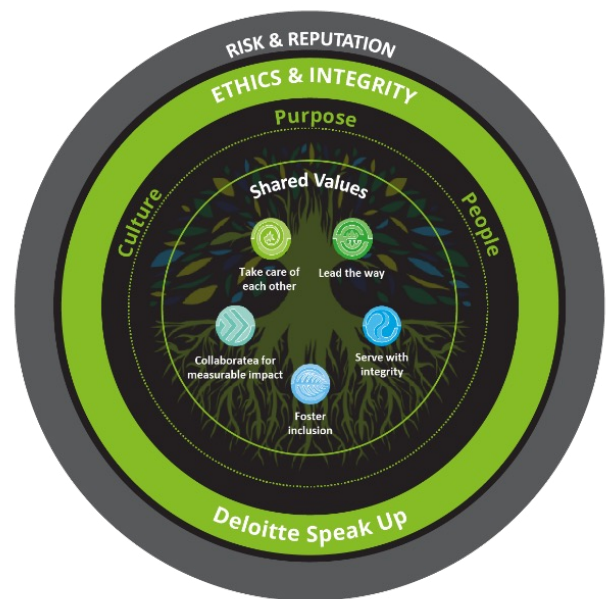 RISK & REPUTATION
ETHICS & INTEGRITY
Purpose
Culture
People
Shared Values
Take care of
each other
Lead the way
Collaboratea for
measurable impact
Serve with
integrity
Foster
inclusion
Deloitte Speak Up